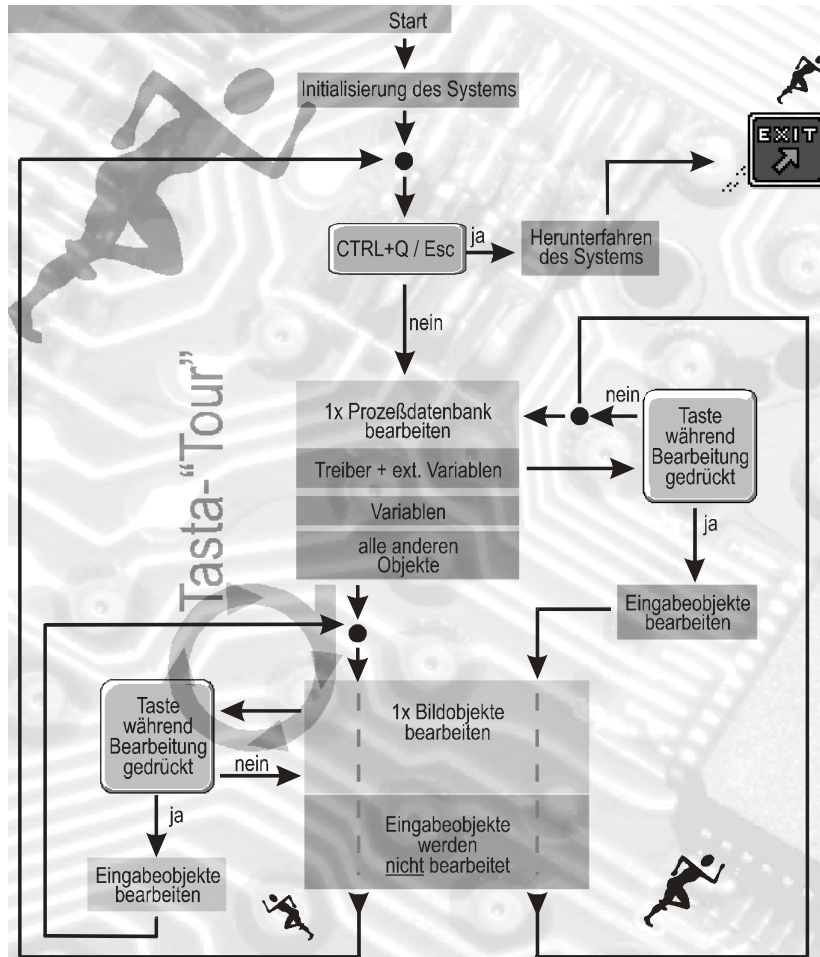 Start
Initialisierung des Systems
EXIT
CTRL+Q / Esc
ja
Herunterfahren
des Systems
nein
Tasta-"Tour"
1x Prozeßdatenbank
bearbeiten
nein
Taste
während
Bearbeitung
gedrückt
Treiber + ext. Variablen
Variablen
alle anderen
Objekte
ja
Eingabeobjekte
bearbeiten
Taste
während
Bearbeitung
gedrückt
1x Bildobjekte
bearbeiten
nein
ja
Eingabeobjekte
werden
nicht bearbeitet
Eingabeobjekte
bearbeiten